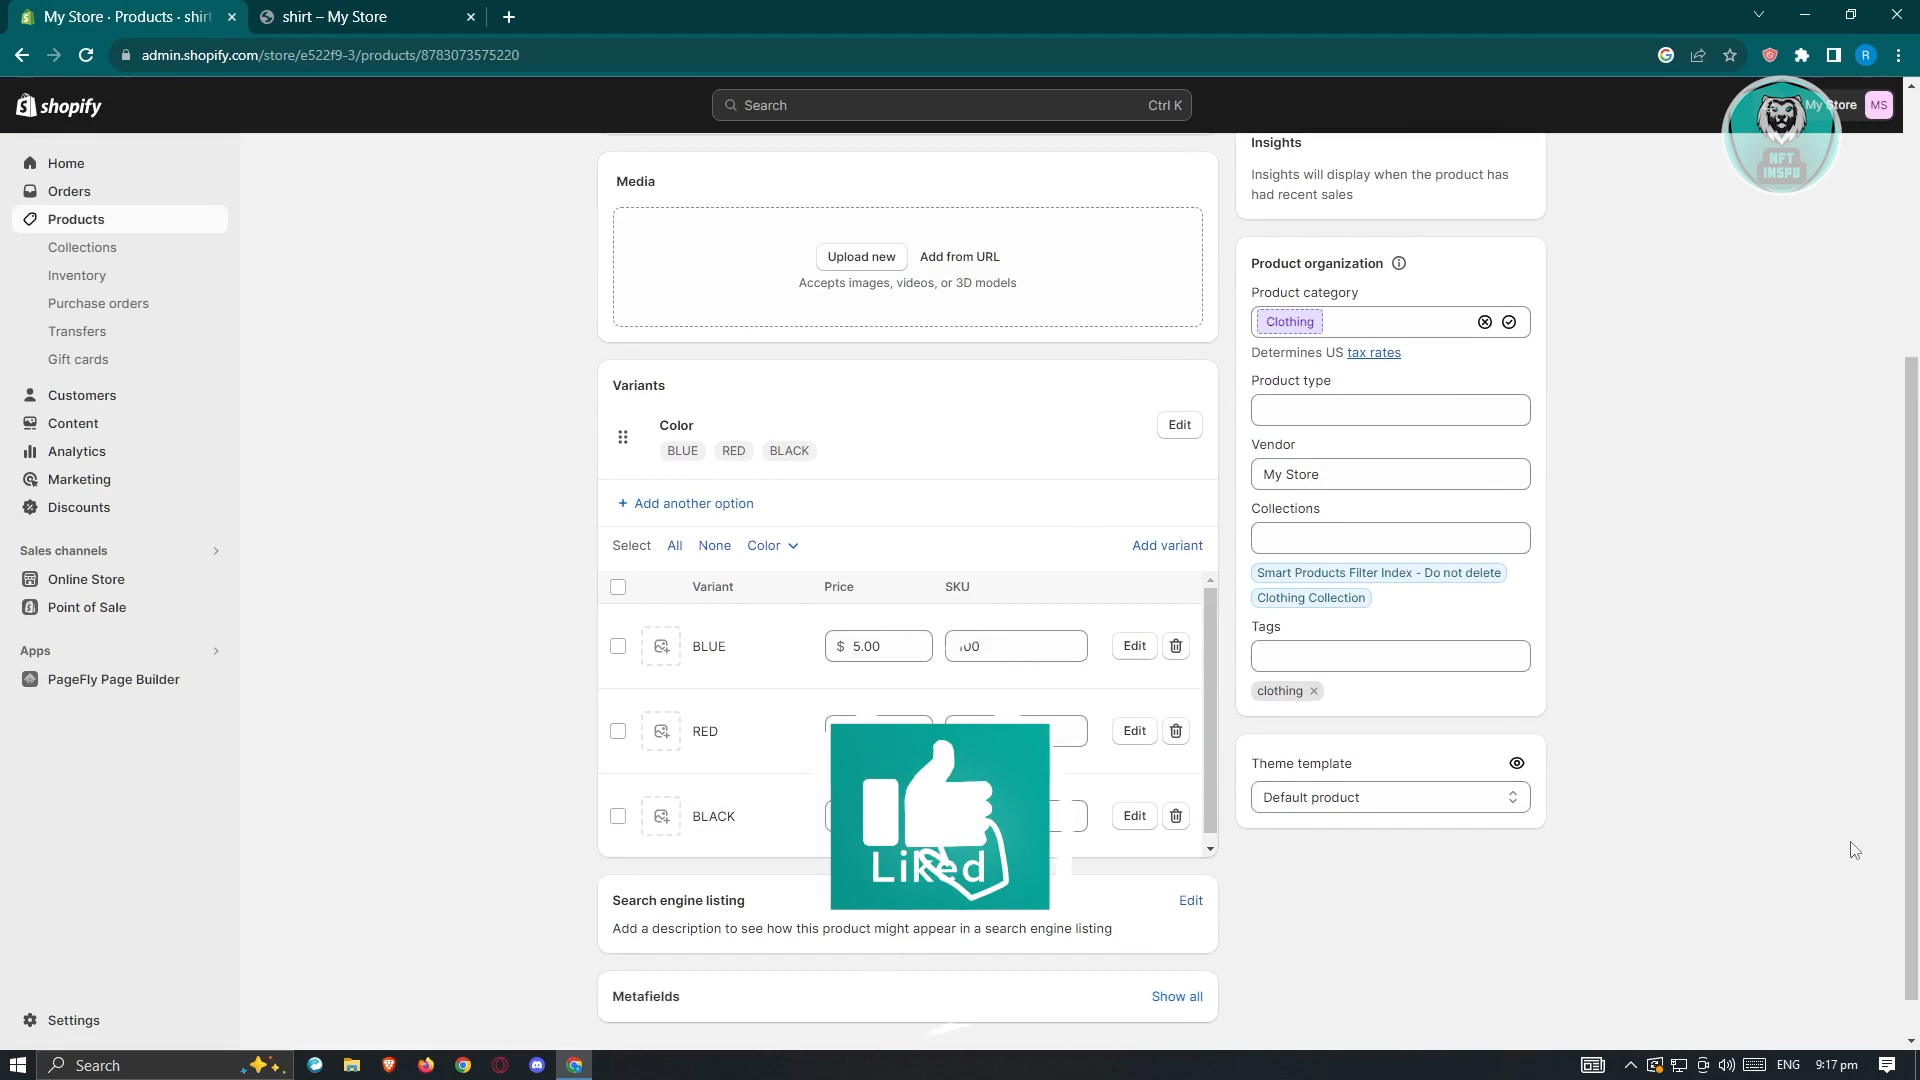 My Store · Products · shirt
shirt – My Store
admin.shopify.com/store/e522f9-3/products/8783073575220
R
shopify
Search
Ctrl K
My Store
MS
NFT
INSPO
Home
Orders
Products
Collections
Inventory
Purchase orders
Transfers
Gift cards
Customers
Content
Analytics
Marketing
Discounts
Sales channels
Online Store
Point of Sale
Apps
PageFly Page Builder
Settings
Media
Upload new
Add from URL
Accepts images, videos, or 3D models
Variants
Color
Edit
BLUE RED BLACK
+ Add another option
Select All None Color
Add variant
Variant Price SKU
BLUE $ 5.00 Edit
RED Edit
BLACK Edit
Liked
Search engine listing
Edit
Add a description to see how this product might appear in a search engine listing
Metafields
Show all
Insights
Insights will display when the product has
had recent sales
Product organization
Product category
Clothing
Determines US tax rates
Product type
Vendor
My Store
Collections
Smart Products Filter Index - Do not delete
Clothing Collection
Tags
clothing
Theme template
Default product
Search
ENG
9:17 pm